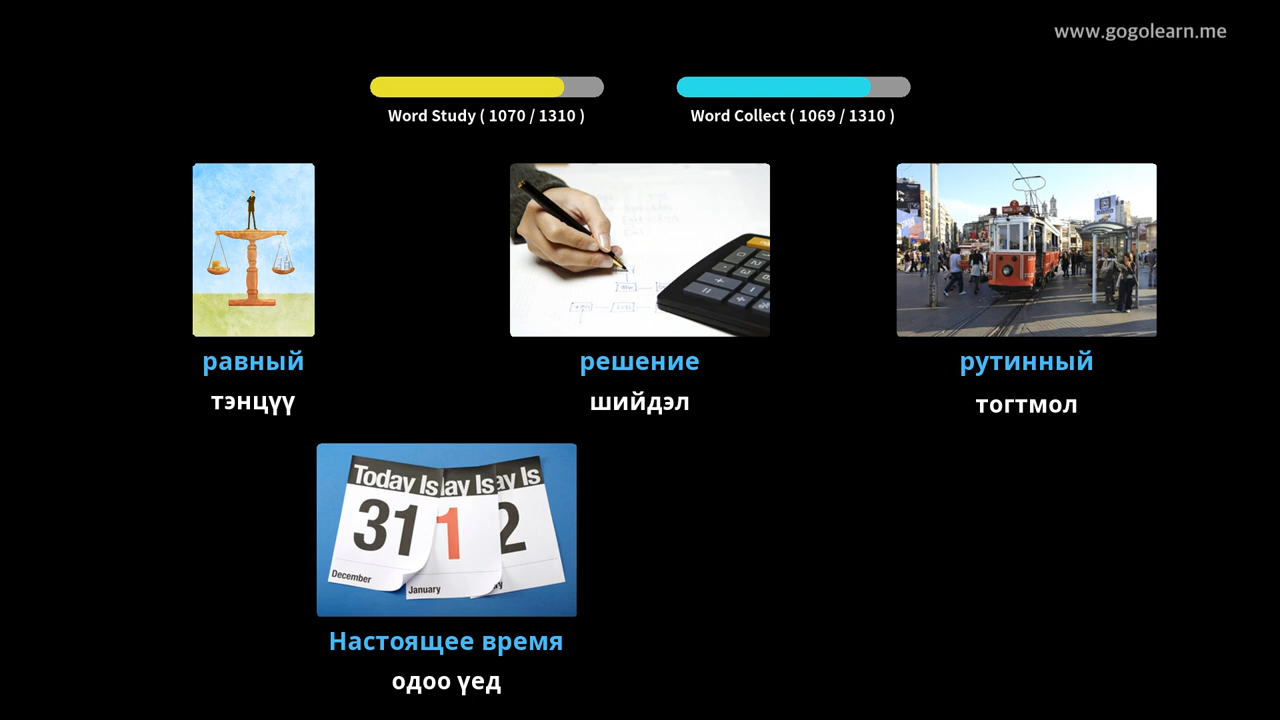 www.gogolearn.me
Word Study ( 1070 / 1310 )
Word Collect ( 1069 / 1310 )
равный
решение
рутинный
тэнцүү
шийдэл
тогтмол
Today Is
ay Is
ay Is
31
1
2
December
January
Настоящее время
одоо үед